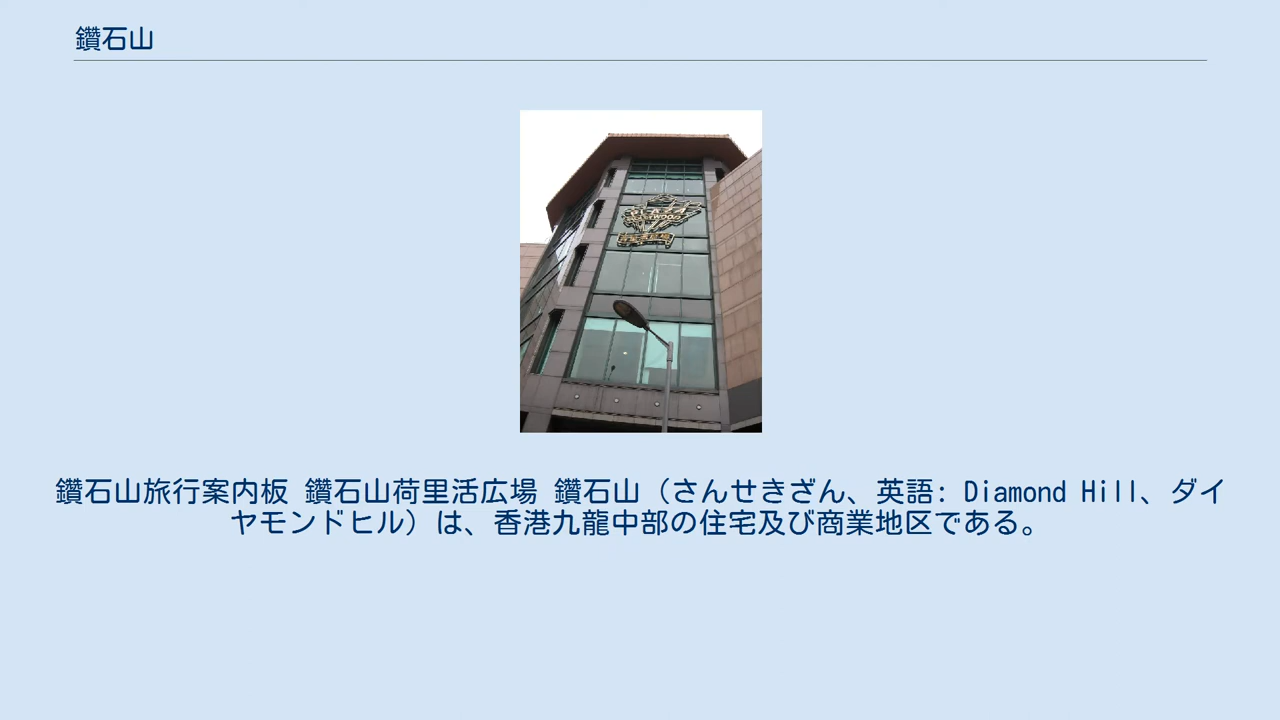 鑽石山
PLAZA
HOLLYWOOD
鑽石山旅行案内板 鑽石山荷里活広場 鑽石山（さんせきざん、英語: Diamond Hill、ダイ
ヤモンドヒル）は、香港九龍中部の住宅及び商業地区である。